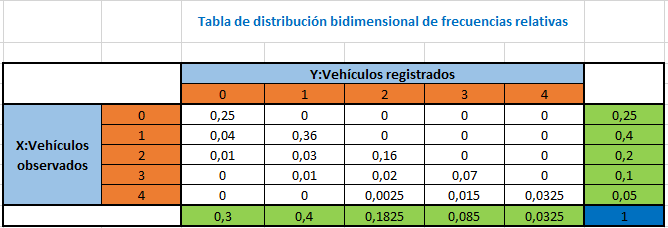 Tabla de distribución bidimensional de frecuencias relativas
Y:Vehículos registrados
0 1 2 3 4
X:Vehículos observados
0 0,25 0 0 0 0 0,25
1 0,04 0,36 0 0 0 0,4
2 0,01 0,03 0,16 0 0 0,2
3 0 0,01 0,02 0,07 0 0,1
4 0 0 0,0025 0,015 0,0325 0,05
0,3 0,4 0,1825 0,085 0,0325 1